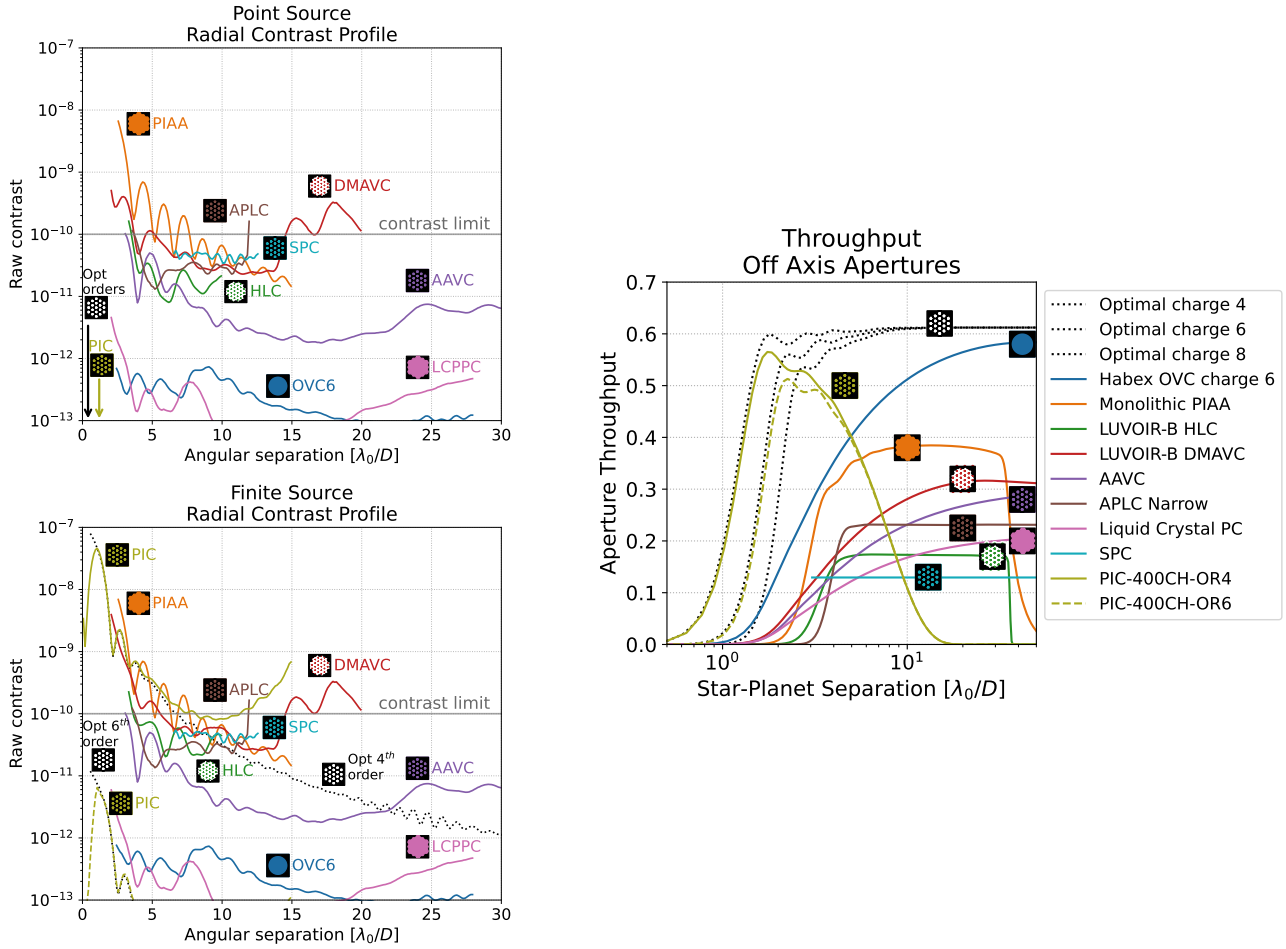 Point Source
Radial Contrast Profile
10⁻⁷
10⁻⁸
10⁻⁹
10⁻¹⁰
10⁻¹¹
10⁻¹²
10⁻¹³
Raw contrast
PIAA
DMAVC
APLC
contrast limit
SPC
Opt
orders
AAVC
HLC
PIC
LCPPC
OVC6
0 5 10 15 20 25 30
Angular separation [λ₀/D]
Finite Source
Radial Contrast Profile
10⁻⁷
10⁻⁸
10⁻⁹
10⁻¹⁰
10⁻¹¹
10⁻¹²
10⁻¹³
Raw contrast
PIC
PIAA
DMAVC
APLC
contrast limit
Opt 6ᵗʰ
order
SPC
Opt 4ᵗʰ
order
HLC
AAVC
PIC
LCPPC
OVC6
0 5 10 15 20 25 30
Angular separation [λ₀/D]
Throughput
Off Axis Apertures
0.7
0.6
0.5
0.4
0.3
0.2
0.1
0.0
Aperture Throughput
10⁰ 10¹
Star-Planet Separation [λ₀/D]
Optimal charge 4
Optimal charge 6
Optimal charge 8
Habex OVC charge 6
Monolithic PIAA
LUVOIR-B HLC
LUVOIR-B DMAVC
AAVC
APLC Narrow
Liquid Crystal PC
SPC
PIC-400CH-OR4
PIC-400CH-OR6